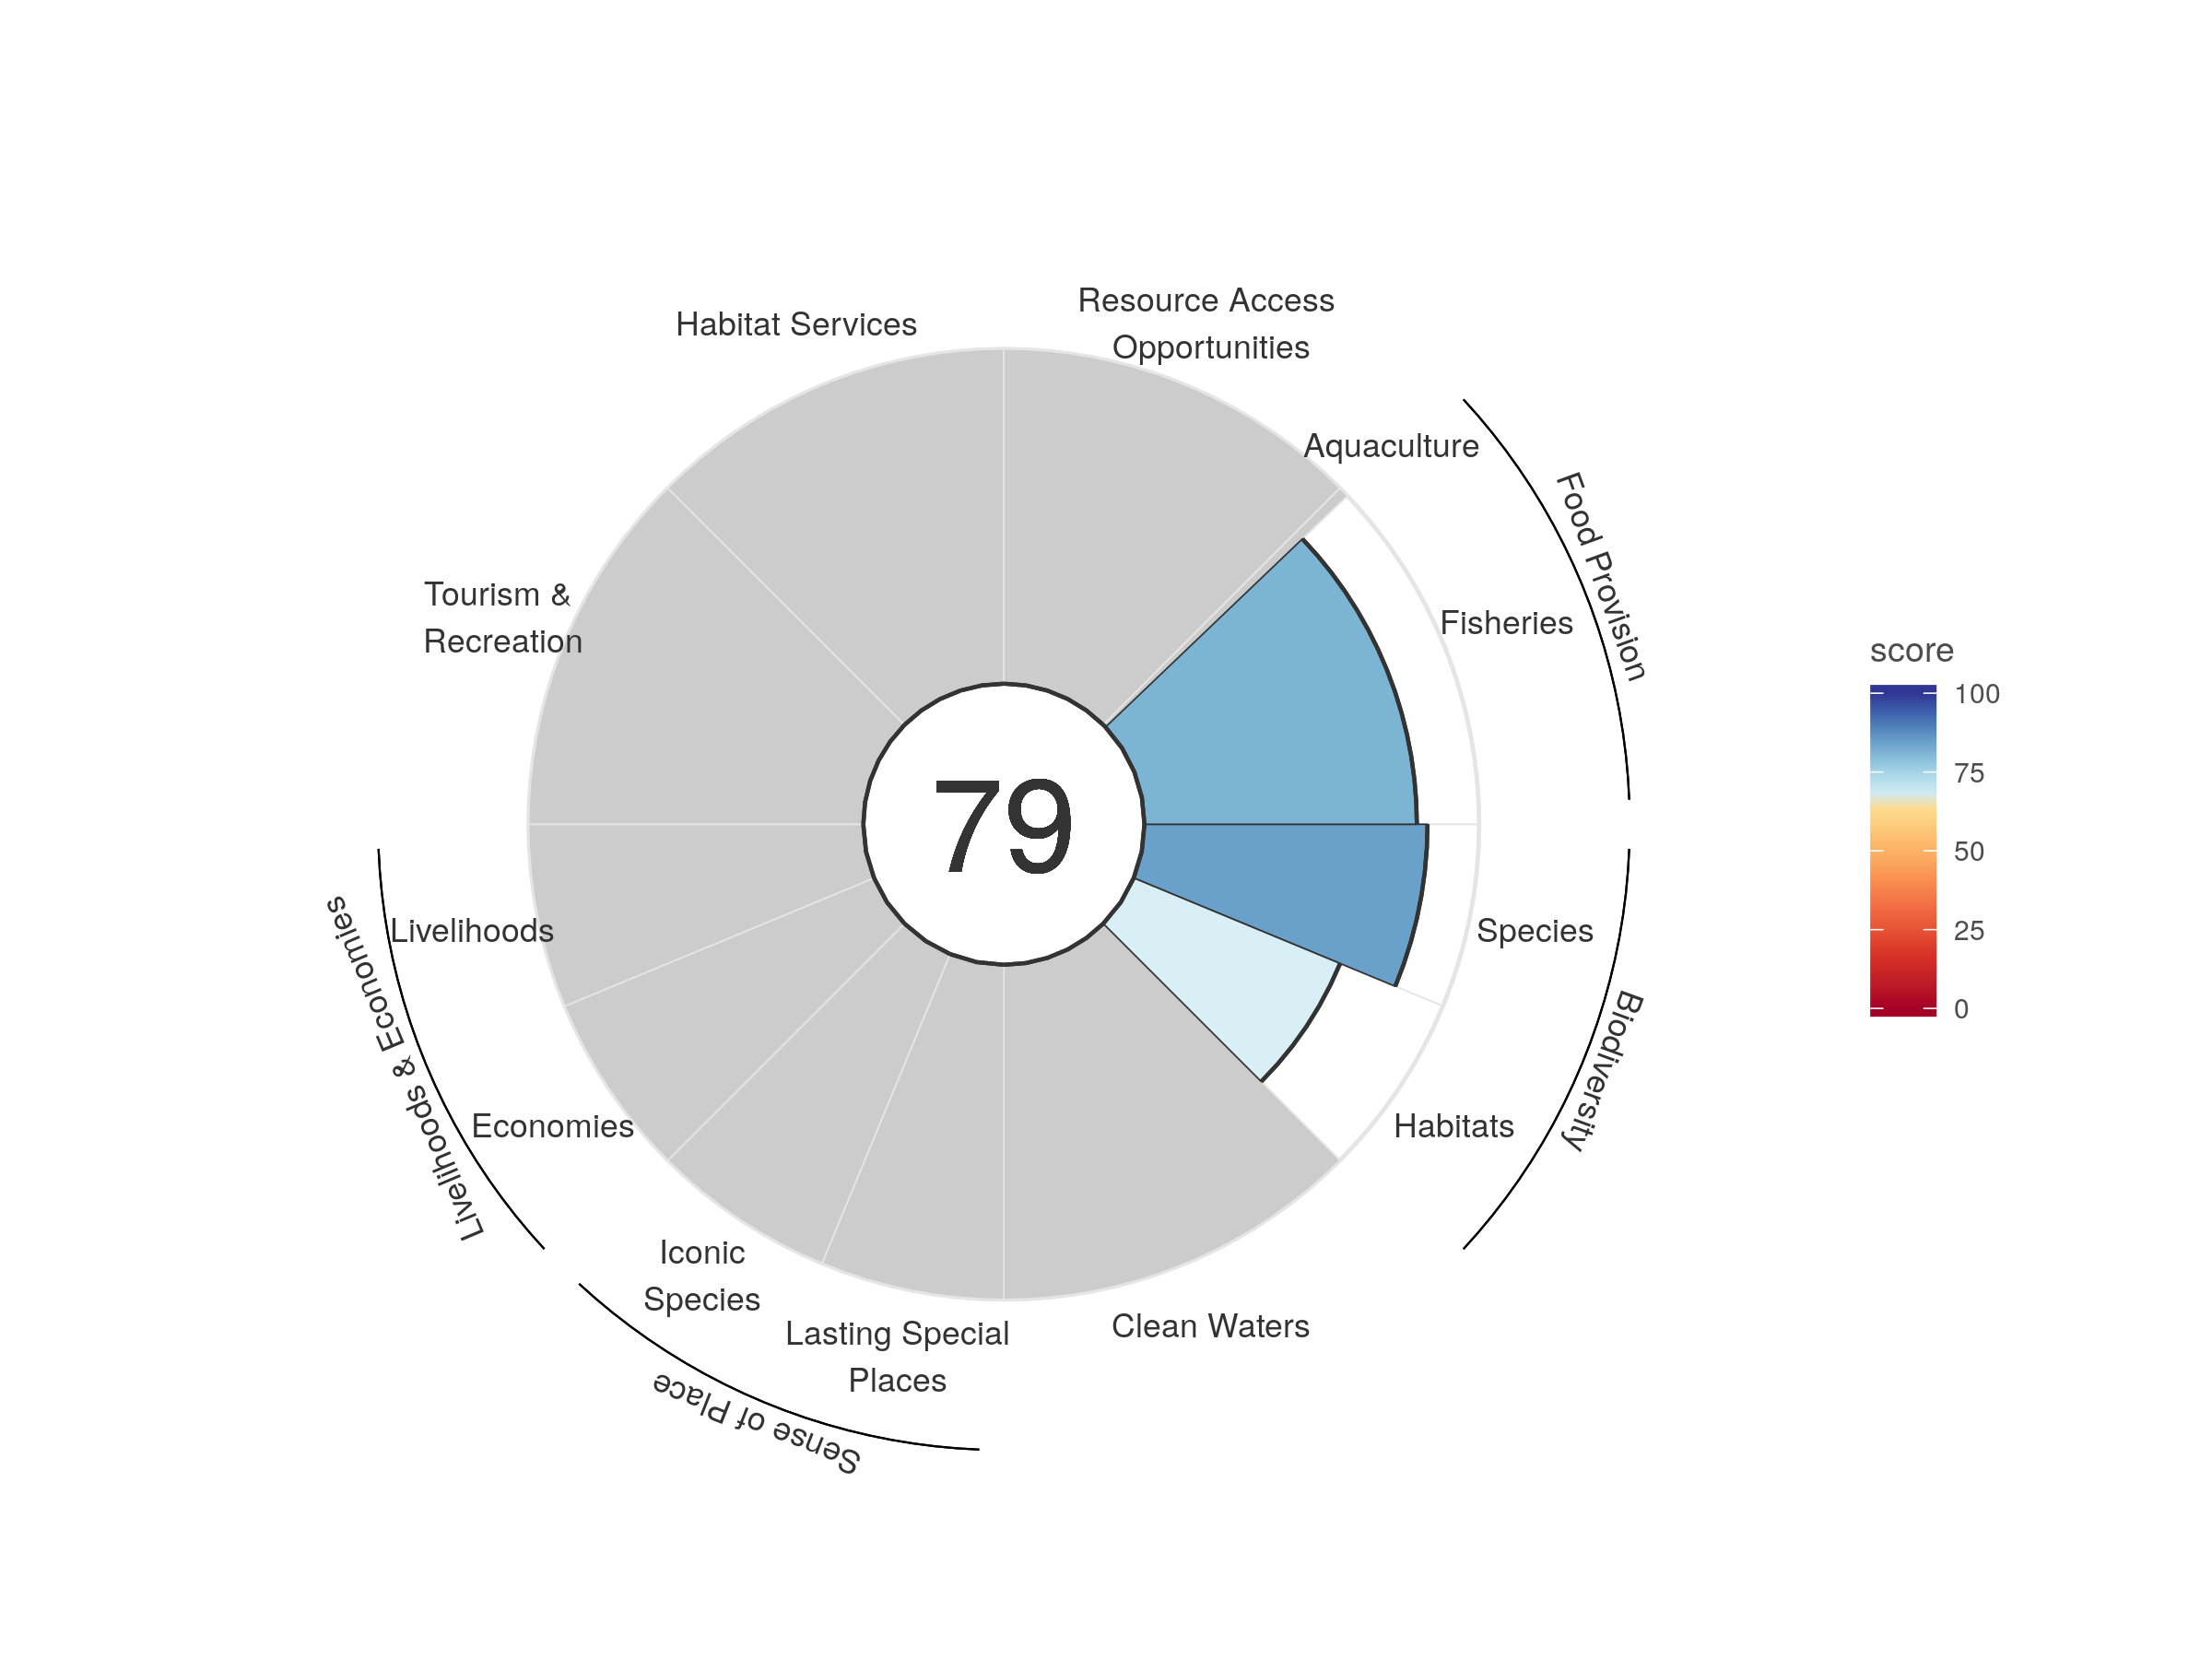 Resource Access
Opportunities
Habitat Services
Aquaculture
Food Provision
Fisheries
Tourism &
Recreation
score
100
75
50
25
0
79
Livelihoods
Species
Livelihoods & Economies
Biodiversity
Economies
Habitats
Iconic
Species
Lasting Special
Places
Clean Waters
Sense of Place